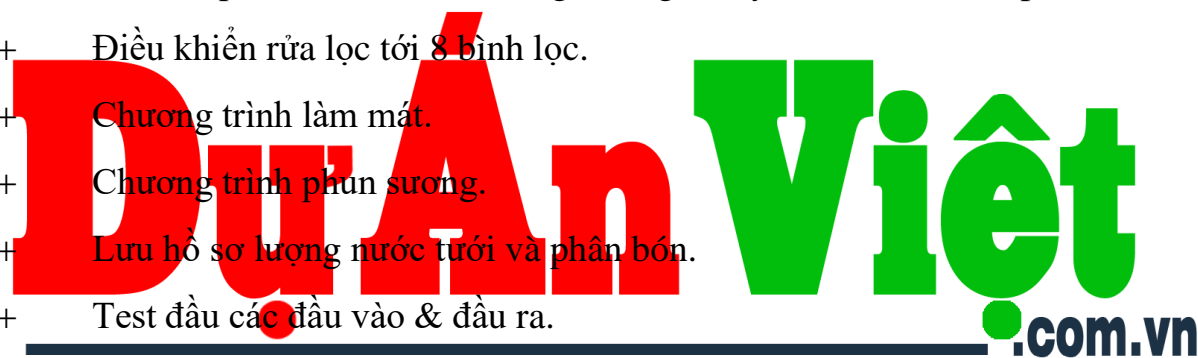 + Điều khiển rửa lọc tới 8 bình lọc.
+ Chương trình làm mát.
+ Chương trình phun sương.
+ Lưu hồ sơ lượng nước tưới và phân bón.
+ Test đầu các đầu vào & đầu ra.
Dự Án Việt
.com.vn